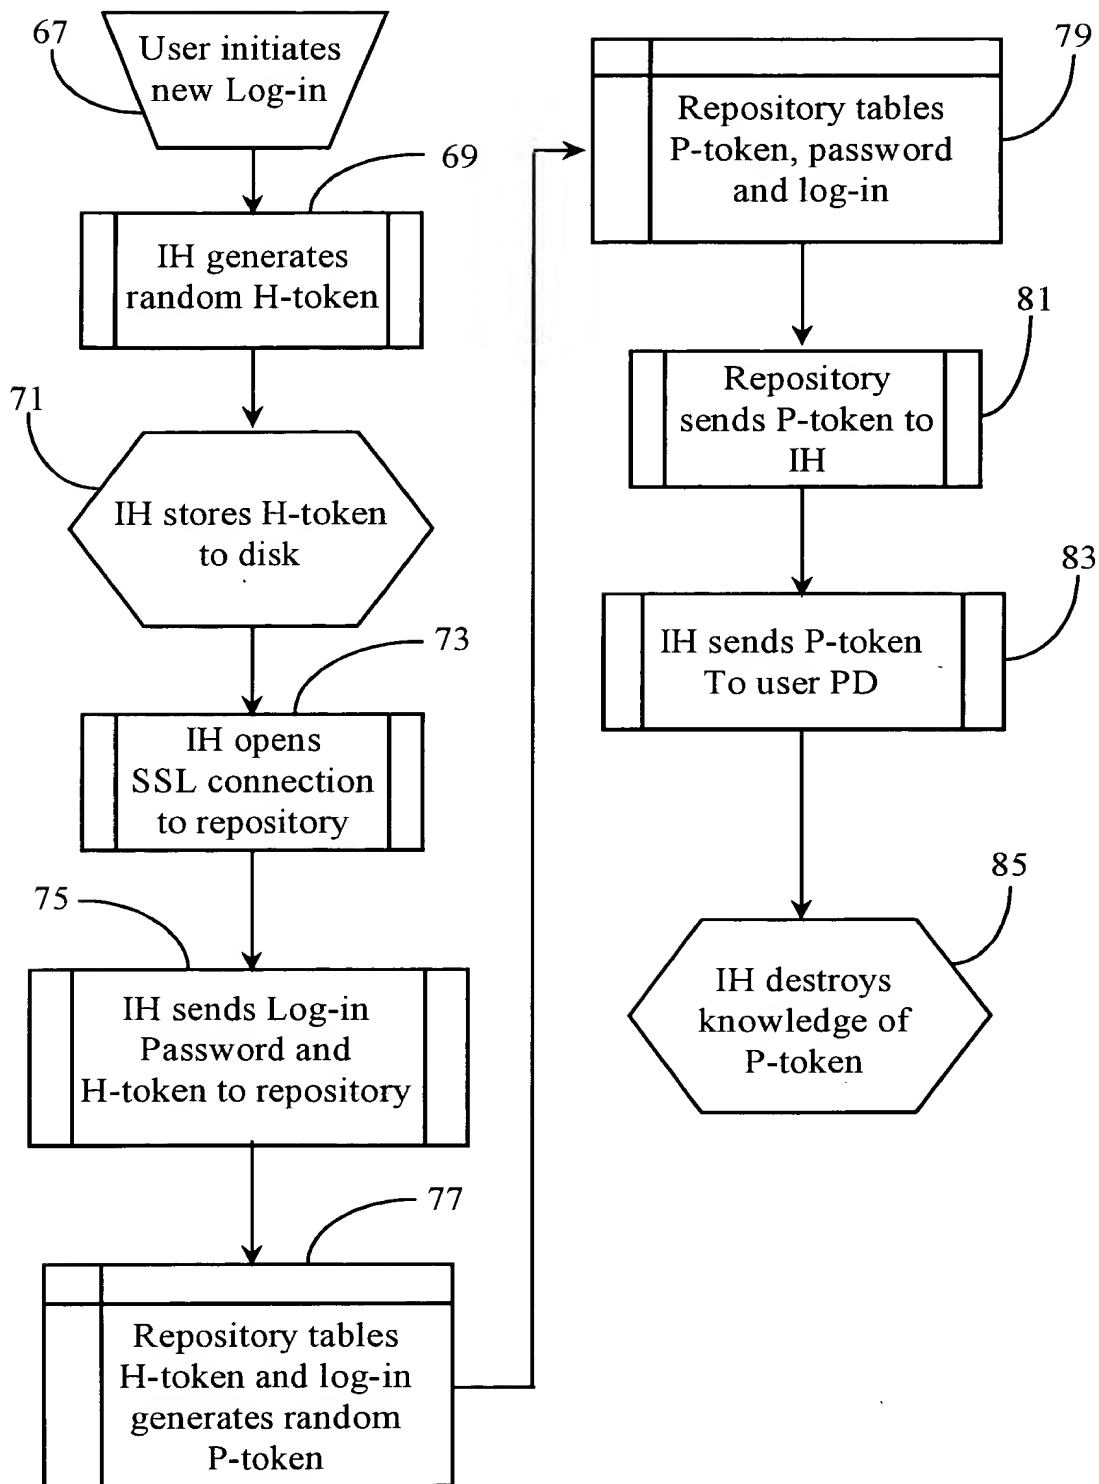 67
User initiates
new Log-in
69
IH generates
random H-token
71
IH stores H-token
to disk
73
IH opens
SSL connection
to repository
75
IH sends Log-in
Password and
H-token to repository
77
Repository tables
H-token and log-in
generates random
P-token
79
Repository tables
P-token, password
and log-in
81
Repository
sends P-token to
IH
83
IH sends P-token
To user PD
85
IH destroys
knowledge of
P-token